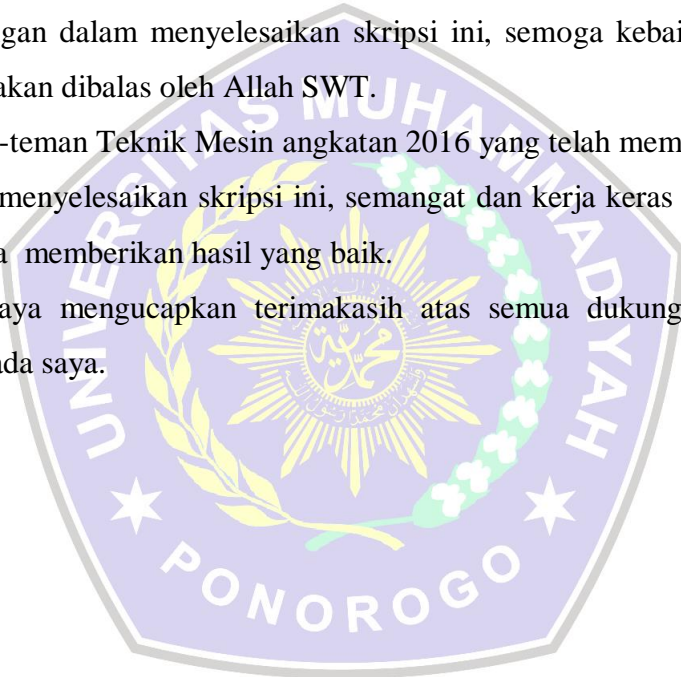 gan dalam menyelesaikan skripsi ini, semoga kebai
akan dibalas oleh Allah SWT.
-teman Teknik Mesin angkatan 2016 yang telah mem
menyelesaikan skripsi ini, semangat dan kerja keras
a memberikan hasil yang baik.
aya mengucapkan terimakasih atas semua dukung
ada saya.
UNIVERSITAS MUHAMMADIYAH
PONOROGO